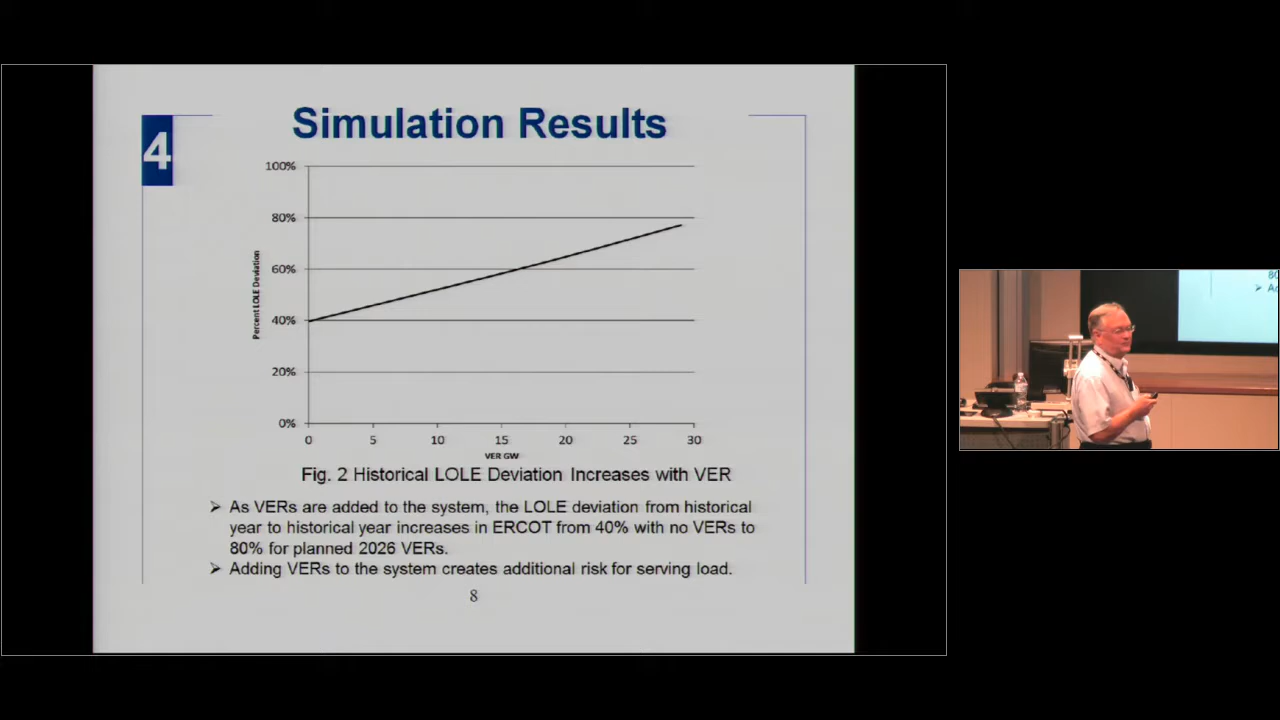 Simulation Results
4
100%
80%
60%
40%
20%
0%
Percent LOLE Deviation
0 5 10 15 20 25 30
VER GW
Fig. 2 Historical LOLE Deviation Increases with VER
➢ As VERs are added to the system, the LOLE deviation from historical
year to historical year increases in ERCOT from 40% with no VERs to
80% for planned 2026 VERs.
➢ Adding VERs to the system creates additional risk for serving load.
8
80
➢ Ad